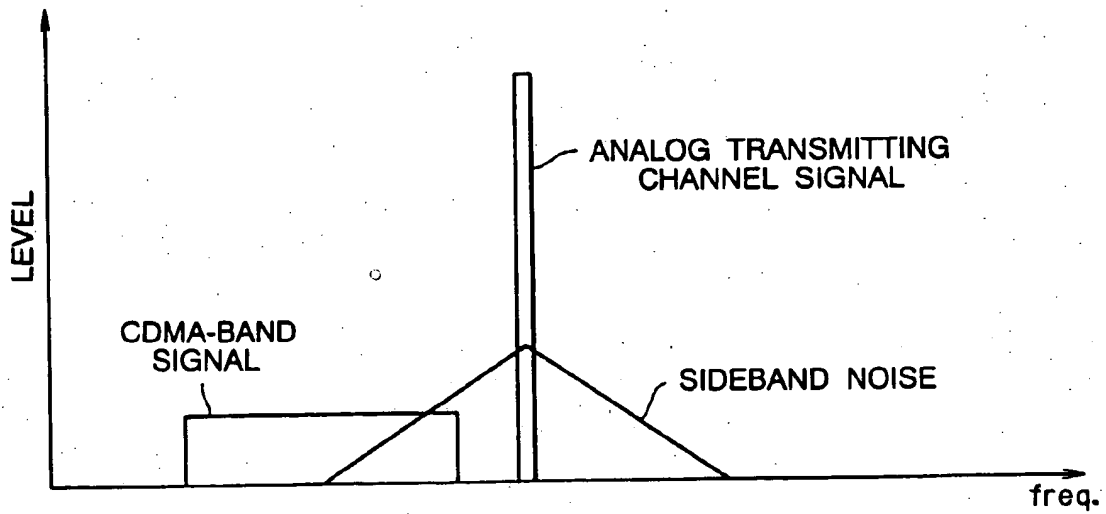 LEVEL
ANALOG TRANSMITTING
CHANNEL SIGNAL
CDMA-BAND
SIGNAL
SIDEBAND NOISE
freq.